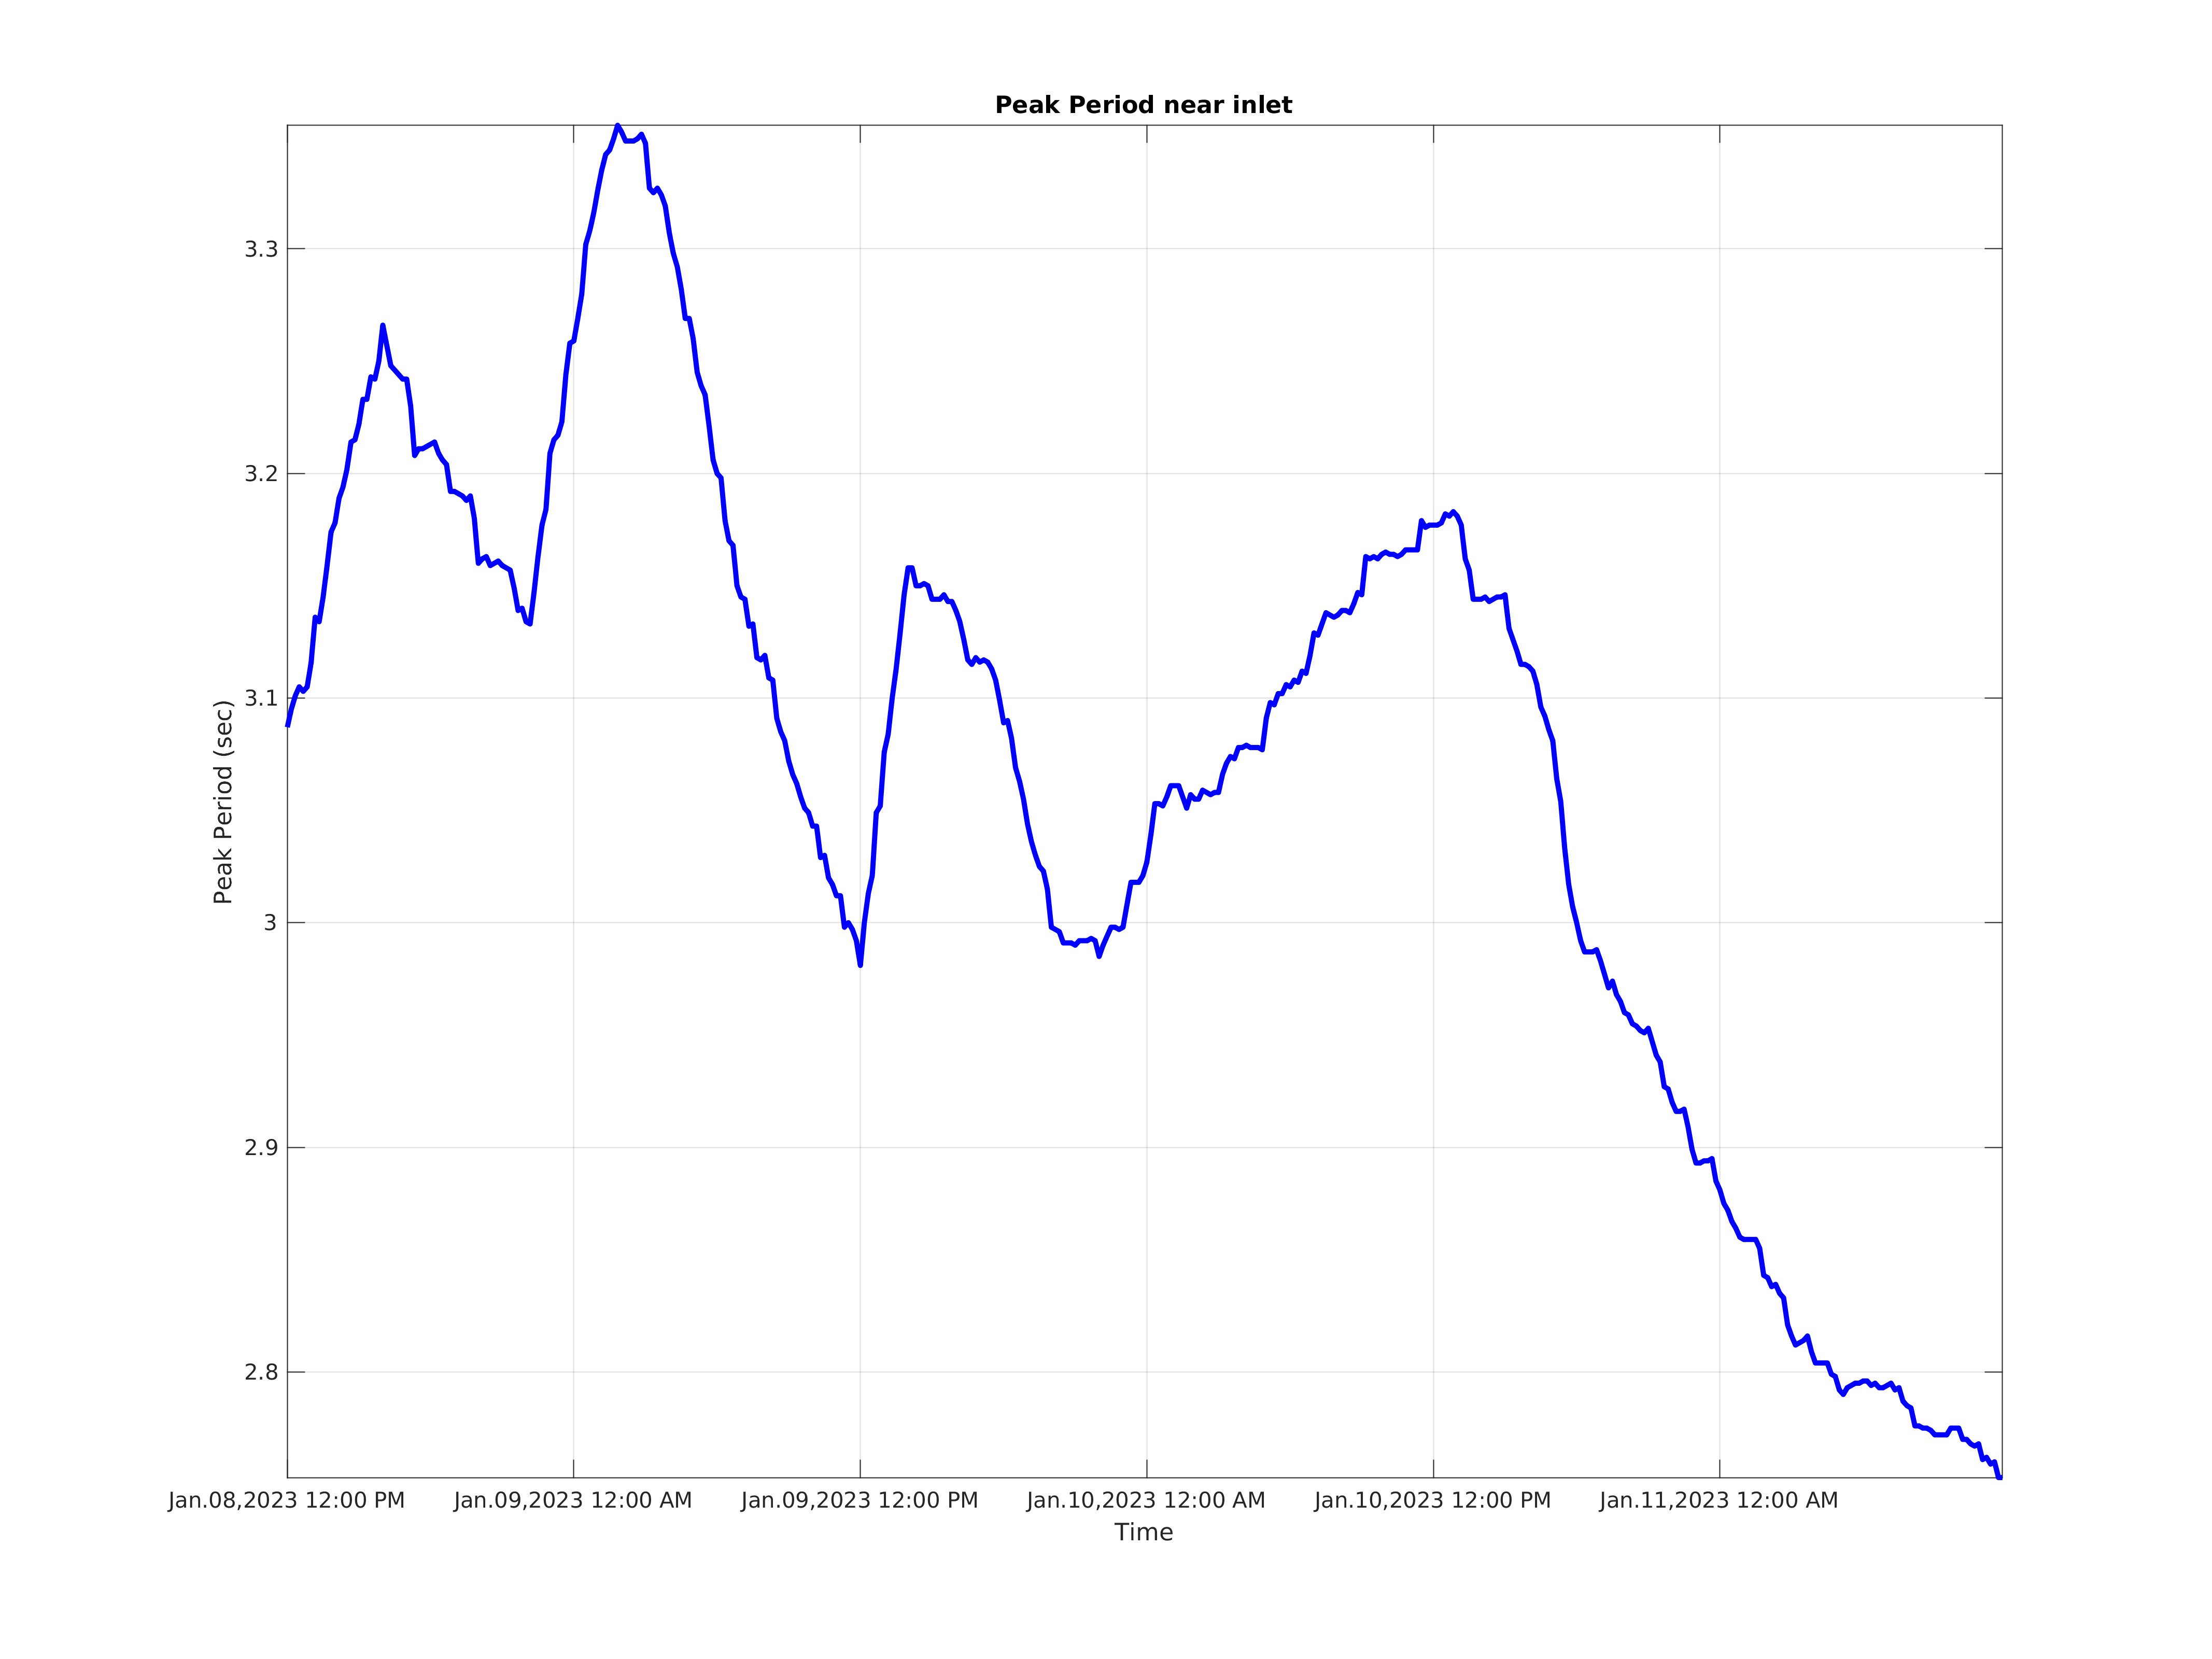 Peak Period near inlet
3.3
3.2
3.1
3
2.9
2.8
Peak Period (sec)
Jan.08,2023 12:00 PM Jan.09,2023 12:00 AM Jan.09,2023 12:00 PM Jan.10,2023 12:00 AM Jan.10,2023 12:00 PM Jan.11,2023 12:00 AM
Time